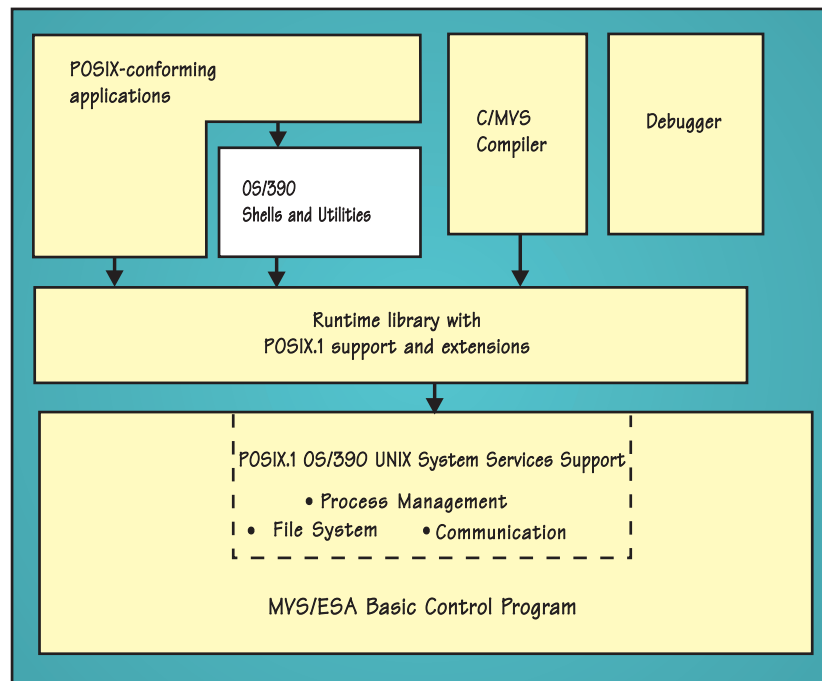 POSIX-conforming
applications
OS/390
Shells and Utilities
C/MVS
Compiler
Debugger
Runtime library with
POSIX.1 support and extensions
POSIX.1 OS/390 UNIX System Services Support
• Process Management
• File System • Communication
MVS/ESA Basic Control Program